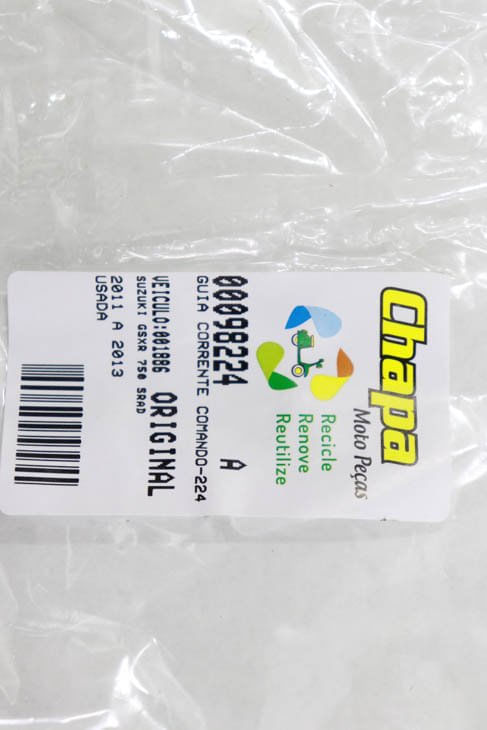 Chapa
Moto Peças
Recicle
Renove
Reutilize
00098224 A
GUIA CORRENTE COMANDO-224
VEICULO:001886 ORIGINAL
SUZUKI GSXR 750 SRAD
2011 A 2013
USADA